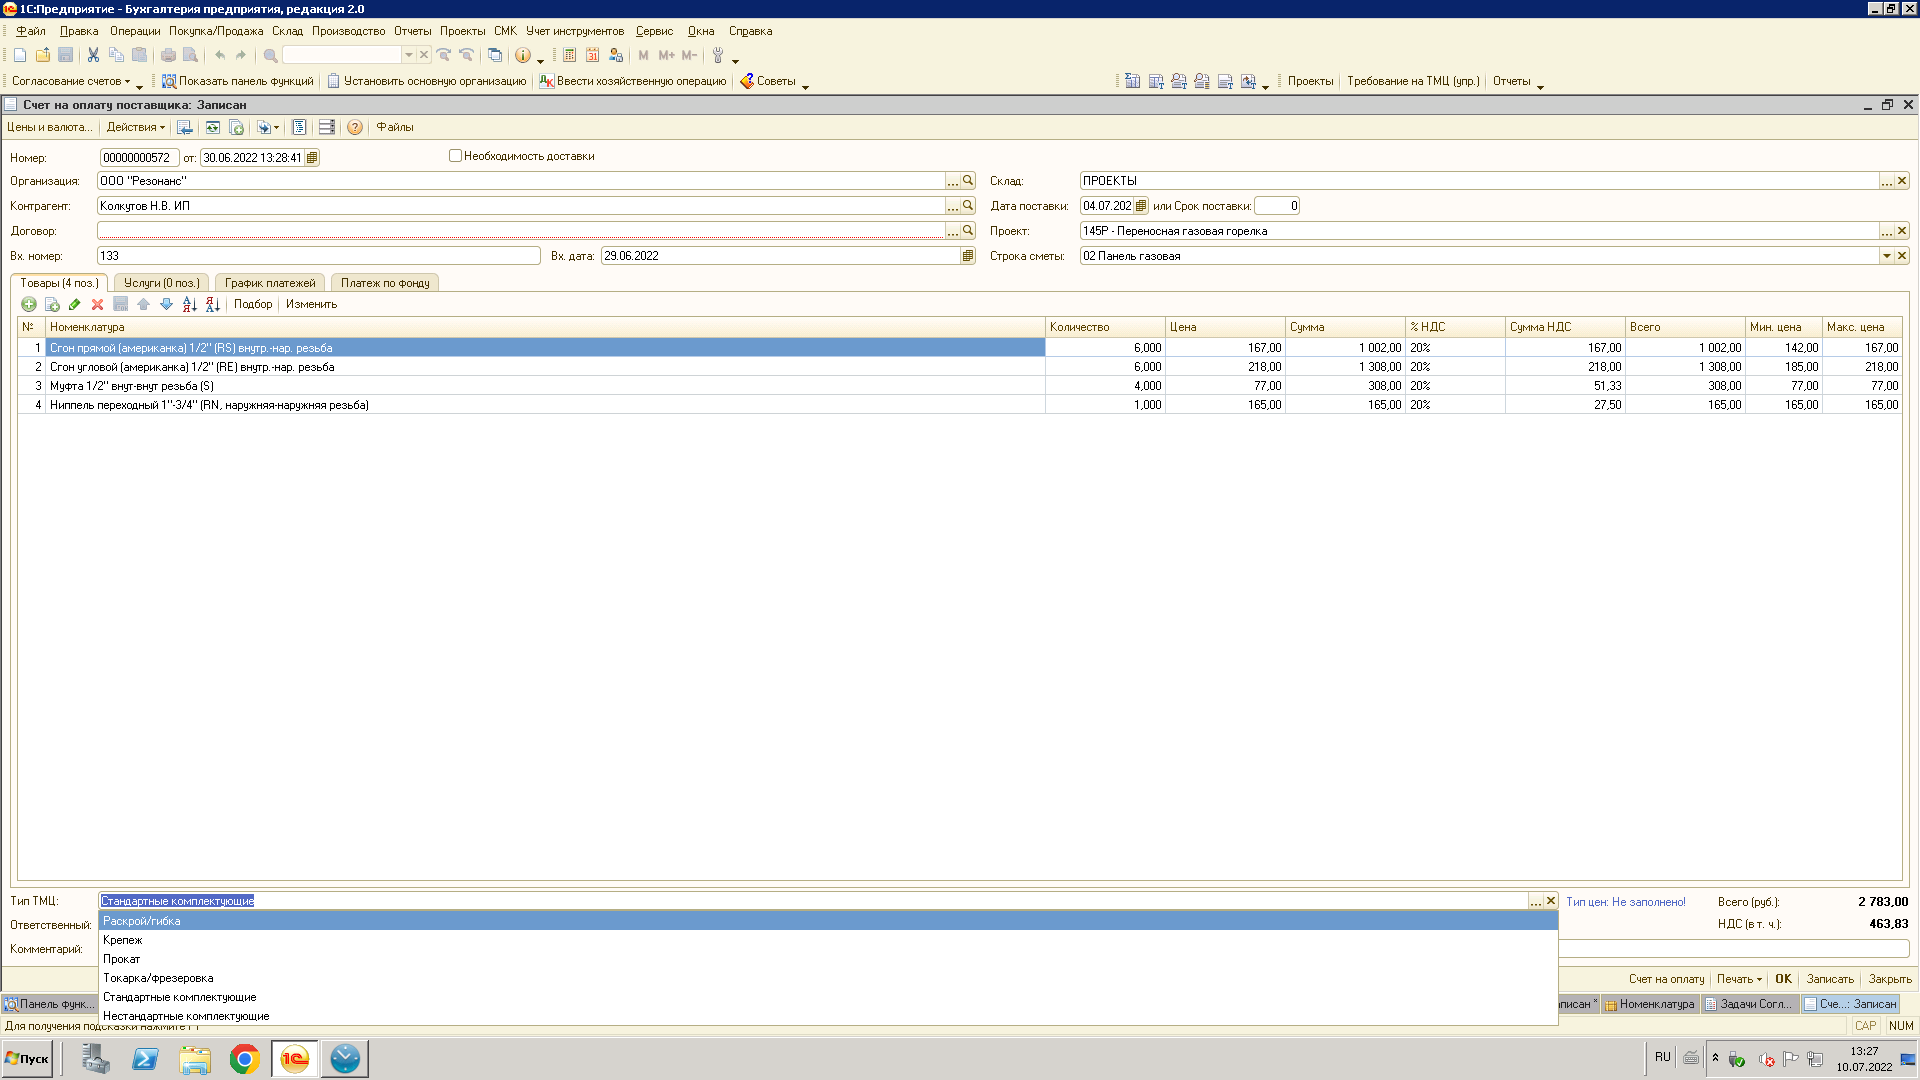 1С:Предприятие - Бухгалтерия предприятия, редакция 2.0
Файл Правка Операции Покупка/Продажа Склад Производство Отчеты Проекты СМК Учет инструментов Сервис Окна Справка
M M+ M-
Согласование счетов Показать панель функций Установить основную организацию Ввести хозяйственную операцию Советы Проекты Требование на ТМЦ (упр.) Отчеты
Счет на оплату поставщика: Записан
Цены и валюта... Действия Файлы
Номер: 00000000572 от: 30.06.2022 13:28:41 Необходимость доставки
Организация: ООО "Резонанс" ... Склад: ПРОЕКТЫ ...
Контрагент: Колкутов Н.В. ИП ... Дата поставки: 04.07.202 или Срок поставки: 0
Договор: ... Проект: 145Р - Переносная газовая горелка ...
Вх. номер: 133 Вх. дата: 29.06.2022 Строка сметы: 02 Панель газовая
Товары (4 поз.) Услуги (0 поз.) График платежей Платеж по фонду
Подбор Изменить
№ Номенклатура Количество Цена Сумма % НДС Сумма НДС Всего Мин. цена Макс. цена
1 Сгон прямой (американка) 1/2" (RS) внутр.-нар. резьба 6,000 167,00 1 002,00 20% 167,00 1 002,00 142,00 167,00
2 Сгон угловой (американка) 1/2" (RE) внутр.-нар. резьба 6,000 218,00 1 308,00 20% 218,00 1 308,00 185,00 218,00
3 Муфта 1/2" внут-внут резьба (S) 4,000 77,00 308,00 20% 51,33 308,00 77,00 77,00
4 Ниппель переходный 1"-3/4" (RN, наружняя-наружняя резьба) 1,000 165,00 165,00 20% 27,50 165,00 165,00 165,00
Тип ТМЦ: Стандартные комплектующие ... Тип цен: Не заполнено! Всего (руб.): 2 783,00
Ответственный: Раскрой/гибка НДС (в т. ч.): 463,83
Крепеж
Комментарий:
Прокат
Токарка/фрезеровка Счет на оплату Печать OK Записать Закрыть
Стандартные комплектующие
Панель функ... писан * Номенклатура Задачи Согл... Сче...: Записан
Нестандартные комплектующие
Для получения подсказки нажмите F1 CAP NUM
Пуск RU 13:27
10.07.2022